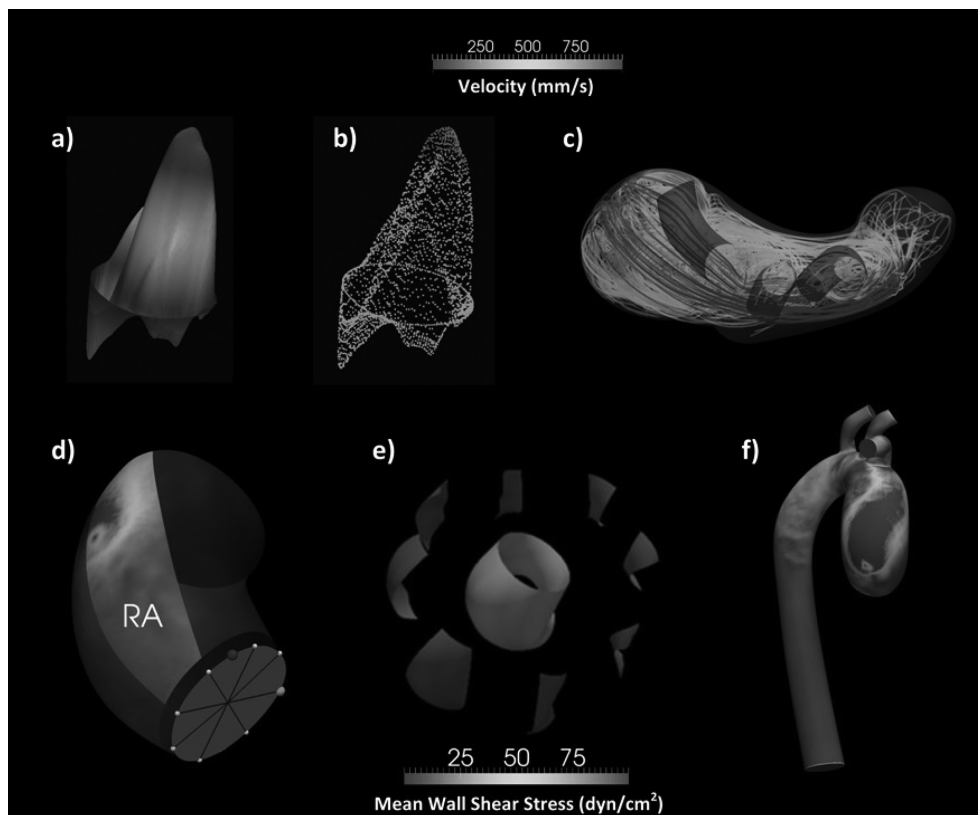 250 500 750
Velocity (mm/s)
a)
b)
c)
d)
e)
f)
RA
25 50 75
Mean Wall Shear Stress (dyn/cm²)